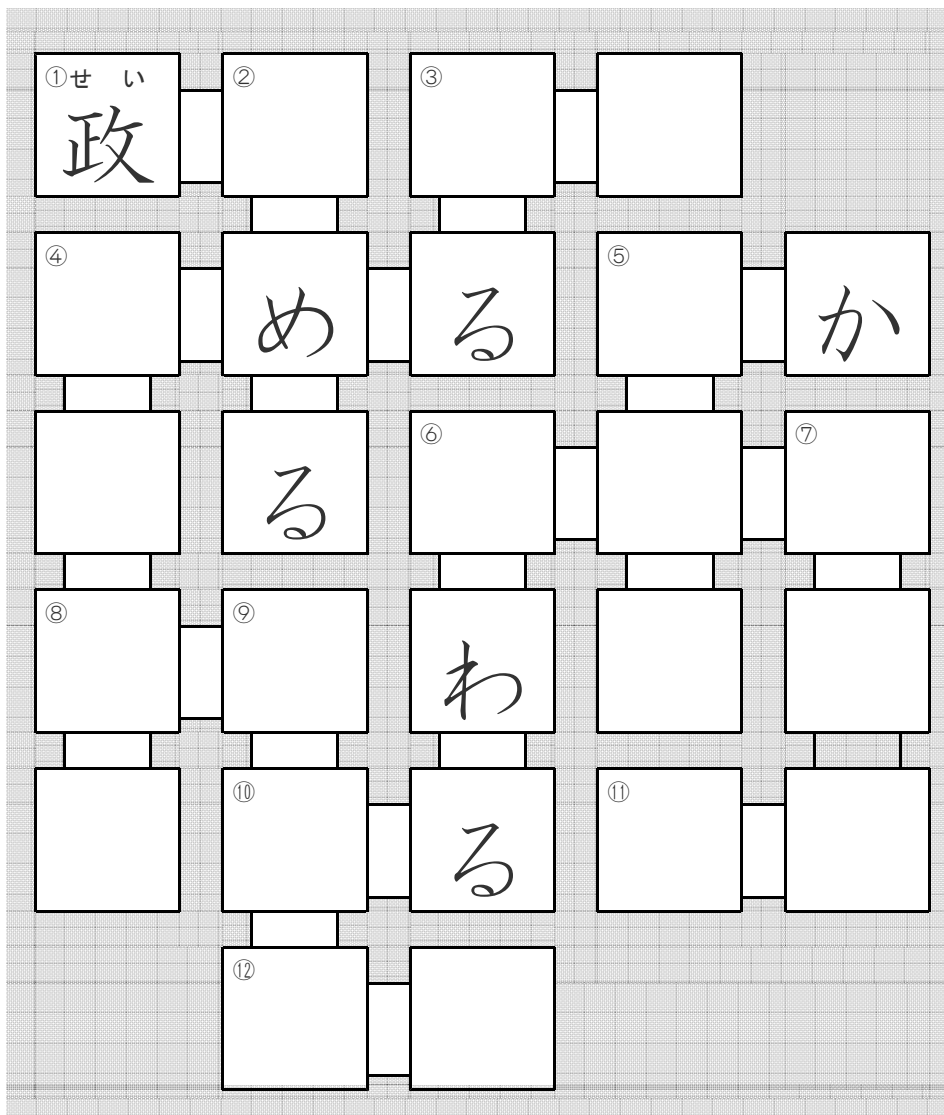 ①せい ② ③
政
④ める ⑤ か
る ⑥ ⑦
⑧ ⑨ わ
⑩ る ⑪
⑫